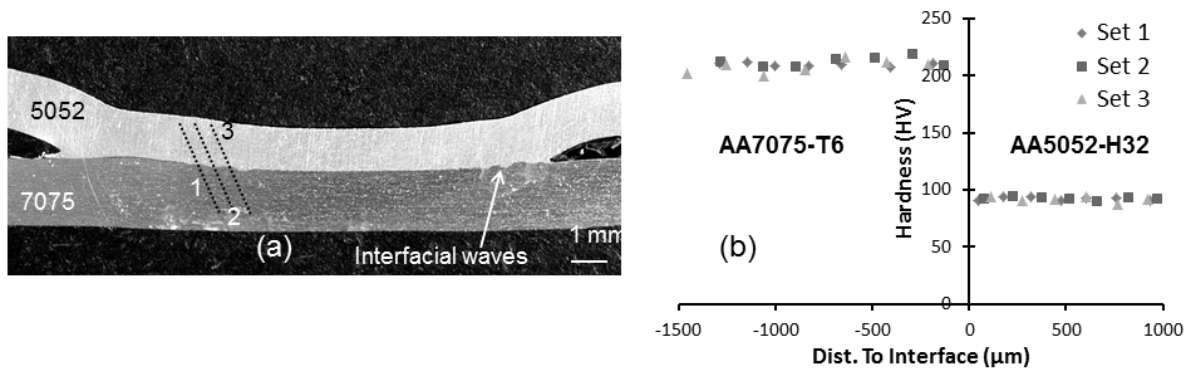 5052
3
1
7075
2
(a)
Interfacial waves
1 mm
250
200
150
100
50
0
Hardness (HV)
Set 1
Set 2
Set 3
AA7075-T6
AA5052-H32
(b)
-1500
-1000
-500
0
500
1000
Dist. To Interface (µm)